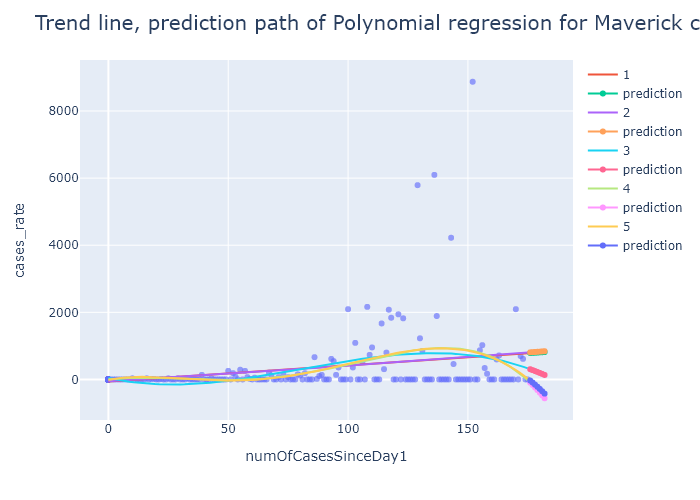 Trend line, prediction path of Polynomial regression for Maverick c
1
prediction
2
prediction
3
prediction
4
prediction
5
prediction
8000
6000
4000
2000
0
cases_rate
0 50 100 150
numOfCasesSinceDay1